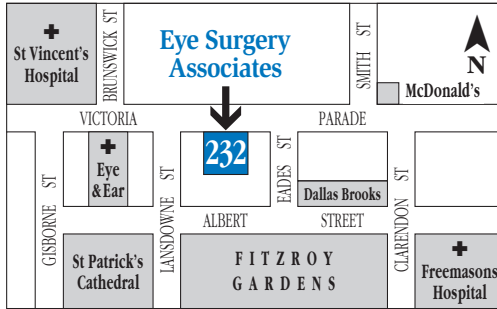 St Vincent's
Hospital
BRUNSWICK ST
Eye Surgery
Associates
SMITH ST
N
McDonald's
VICTORIA PARADE
GISBORNE ST
Eye
& Ear
LANSDOWNE ST
232
EADES ST
Dallas Brooks
CLARENDON ST
ALBERT STREET
St Patrick's
Cathedral
FITZROY
GARDENS
Freemasons
Hospital